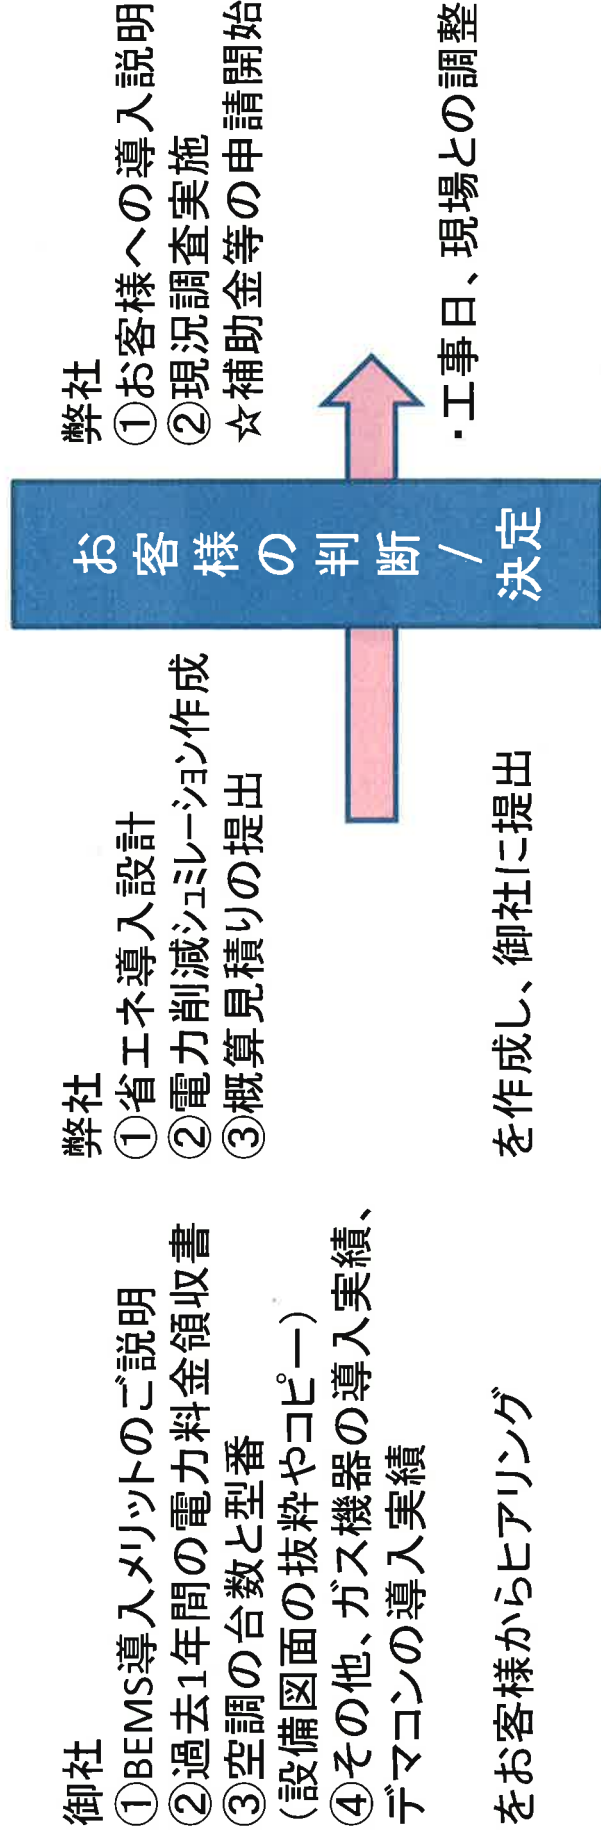 御社
①BEMS導入メリットのご説明
②過去1年間の電力料金領収書
③空調の台数と型番
(設備図面の抜粋やコピー)
④その他、ガス機器の導入実績、
デマコンの導入実績
をお客様からヒアリング
弊社
①省エネ導入設計
②電力削減シュミレーション作成
③概算見積りの提出
を作成し、御社に提出
お客様の判断/
決定
弊社
①お客様への導入説明
②現況調査実施
☆補助金等の申請開始
・工事日、現場との調整